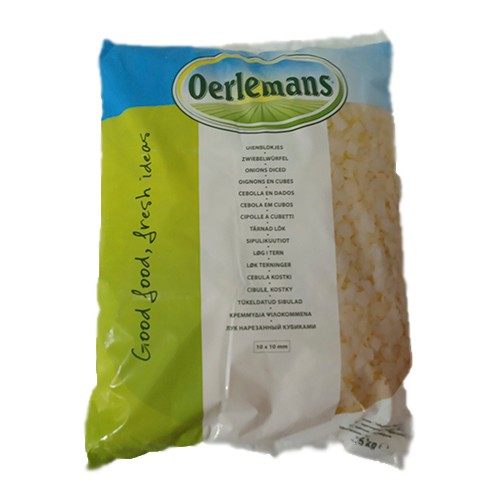 Oerlemans
Good food, fresh ideas
UIENBLOKJES
ZWIEBELWÜRFEL
ONIONS DICED
OIGNONS EN CUBES
CEBOLLA EN DADOS
CEBOLA EM CUBOS
CIPOLLE A CUBETTI
TÄRNAD LÖK
SIPULIKUUTIOT
LØG I TERN
LØK TERNINGER
CEBULA KOSTKI
CIBULE, KOSTKY
TÜKELDATUD SIBULAD
ΚΡΕΜΜΥΔΙΑ ΨΙΛΟΚΟΜΜΕΝΑ
ЛУК НАРЕЗАННЫЙ КУБИКАМИ
10 x 10 mm